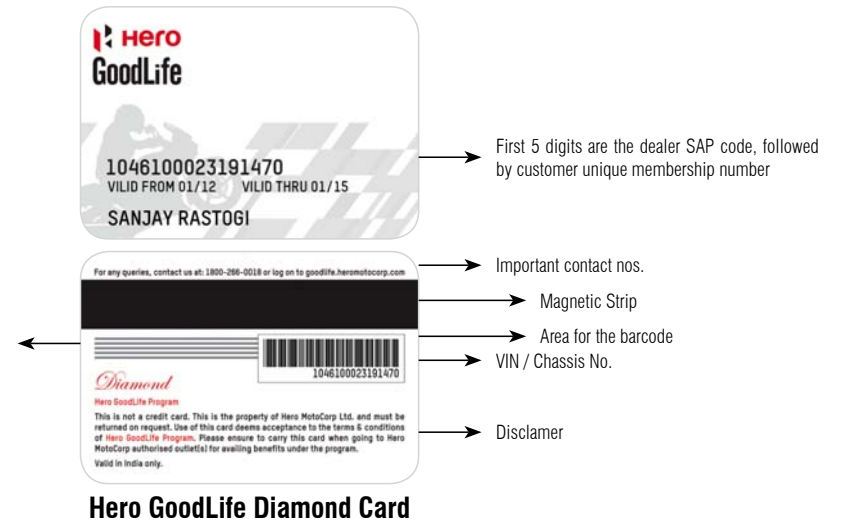 Hero
GoodLife
1046100023191470
VILID FROM 01/12 VILID THRU 01/15
SANJAY RASTOGI
First 5 digits are the dealer SAP code, followed
by customer unique membership number
For any queries, contact us at: 1800-266-0018 or log on to goodlife.heromotocorp.com
Important contact nos.
Magnetic Strip
Area for the barcode
VIN / Chassis No.
1046100023191470
Diamond
Hero GoodLife Program
This is not a credit card. This is the property of Hero MotoCorp Ltd. and must be
returned on request. Use of this card deems acceptance to the terms & conditions
of Hero GoodLife Program. Please ensure to carry this card when going to Hero
MotoCorp authorised outlet(s) for availing benefits under the program.
Valid in India only.
Disclamer
Hero GoodLife Diamond Card